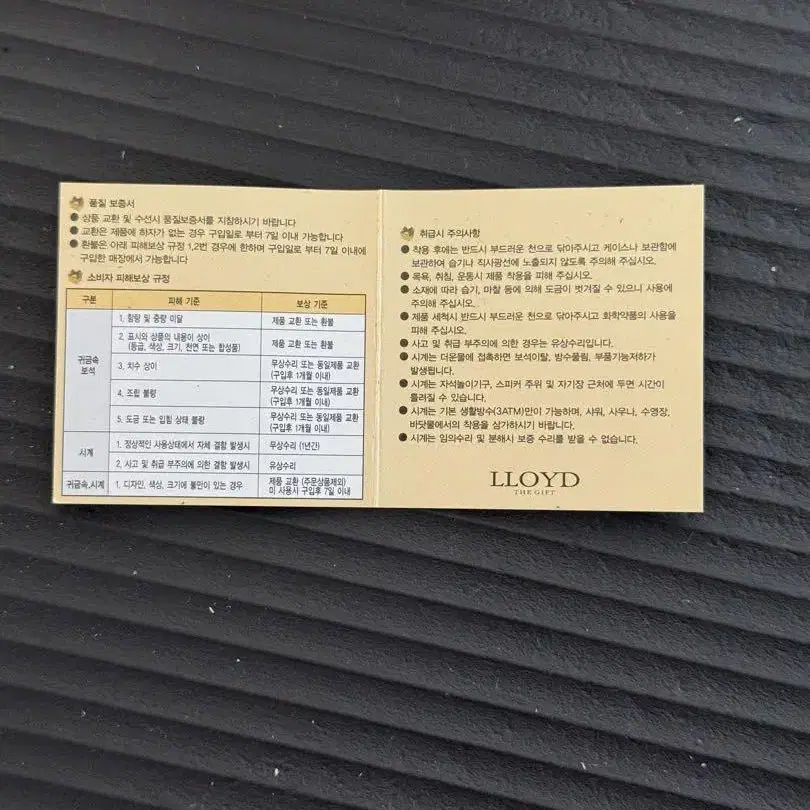 품질 보증서
● 상품 교환 및 수선시 품질보증서를 지참하시기 바랍니다
● 교환은 제품에 하자가 없는 경우 구입일로 부터 7일 이내 가능합니다
● 환불은 아래 피해보상 규정 1,2번 경우에 한하며 구입일로 부터 7일 이내에
구입한 매장에서 가능합니다
소비자 피해보상 규정
구분 피해 기준 보상 기준
귀금속 보석
1. 함량 및 중량 미달 제품 교환 또는 환불
2. 표시와 상품의 내용이 상이
(등급, 색상, 크기, 천연 또는 합성품) 제품 교환 또는 환불
3. 치수 상이 무상수리 또는 동일제품 교환
(구입후 1개월 이내)
4. 조립 불량 무상수리 또는 동일제품 교환
(구입후 1개월 이내)
5. 도금 또는 입힘 상태 불량 무상수리 또는 동일제품 교환
(구입후 1개월 이내)
시계
1. 정상적인 사용상태에서 자체 결함 발생시 무상수리 (1년간)
2. 사고 및 취급 부주의에 의한 결함 발생시 유상수리
귀금속,시계 1. 디자인, 색상, 크기에 불만이 있는 경우 제품 교환 (주문상품제외)
미 사용시 구입후 7일 이내
취급시 주의사항
● 착용 후에는 반드시 부드러운 천으로 닦아주시고 케이스나 보관함에
보관하여 습기나 직사광선에 노출되지 않도록 주의해 주십시오.
● 목욕, 취침, 운동시 제품 착용을 피해 주십시오.
● 소재에 따라 습기, 마찰 등에 의해 도금이 벗겨질 수 있으니 사용에
주의해 주십시오.
● 제품 세척시 반드시 부드러운 천으로 닦아주시고 화학약품의 사용을
피해 주십시오.
● 사고 및 취급 부주의에 의한 경우는 유상수리입니다.
● 시계는 더운물에 접촉하면 보석이탈, 방수풀림, 부품기능저하가
발생됩니다.
● 시계는 자석놀이기구, 스피커 주위 및 자기장 근처에 두면 시간이
틀려질 수 있습니다.
● 시계는 기본 생활방수(3ATM)만이 가능하며, 샤워, 사우나, 수영장,
바닷물에서의 착용을 삼가하시기 바랍니다.
● 시계는 임의수리 및 분해시 보증 수리를 받을 수 없습니다.
LLOYD
THE GIFT